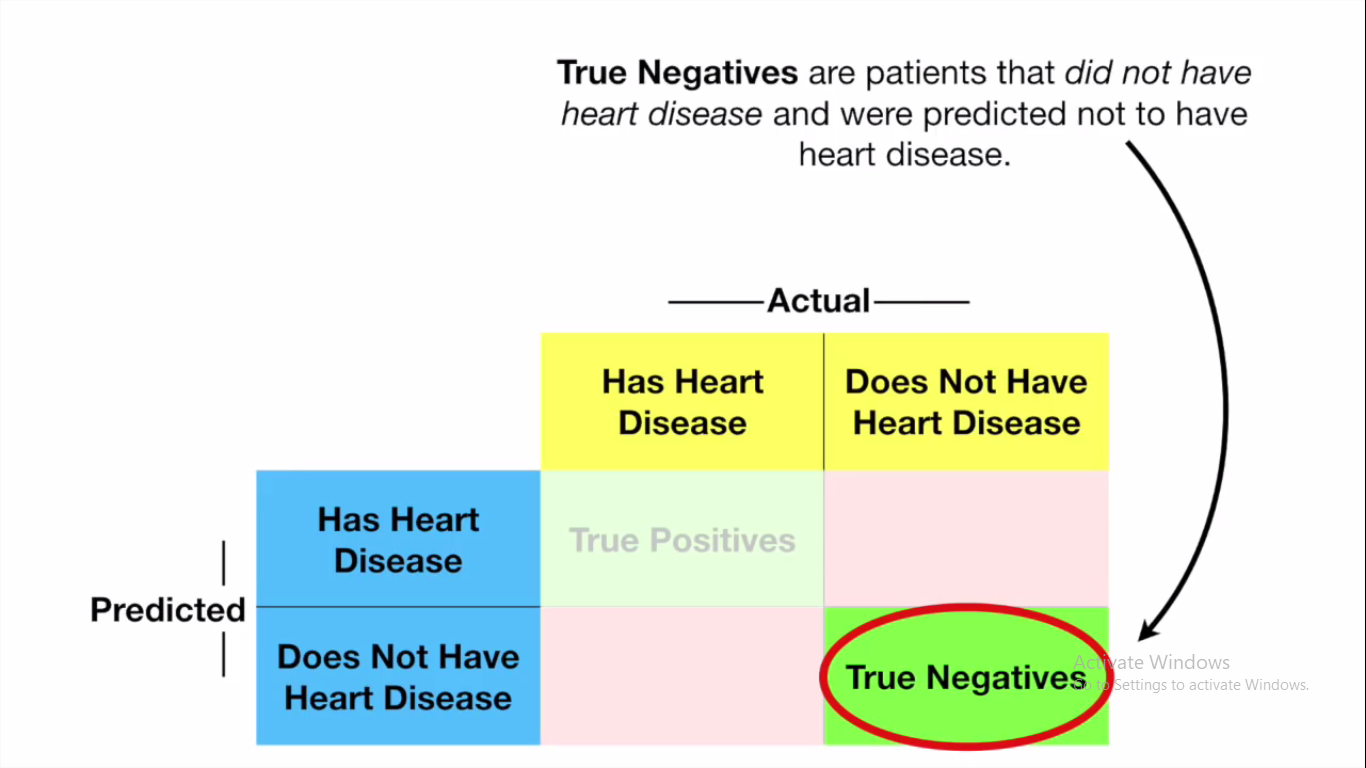 True Negatives are patients that did not have
heart disease and were predicted not to have
heart disease.
Actual
Has Heart
Disease
Does Not Have
Heart Disease
Has Heart
Disease
True Positives
Predicted
Does Not Have
Heart Disease
True Negatives
Activate Windows
Go to Settings to activate Windows.